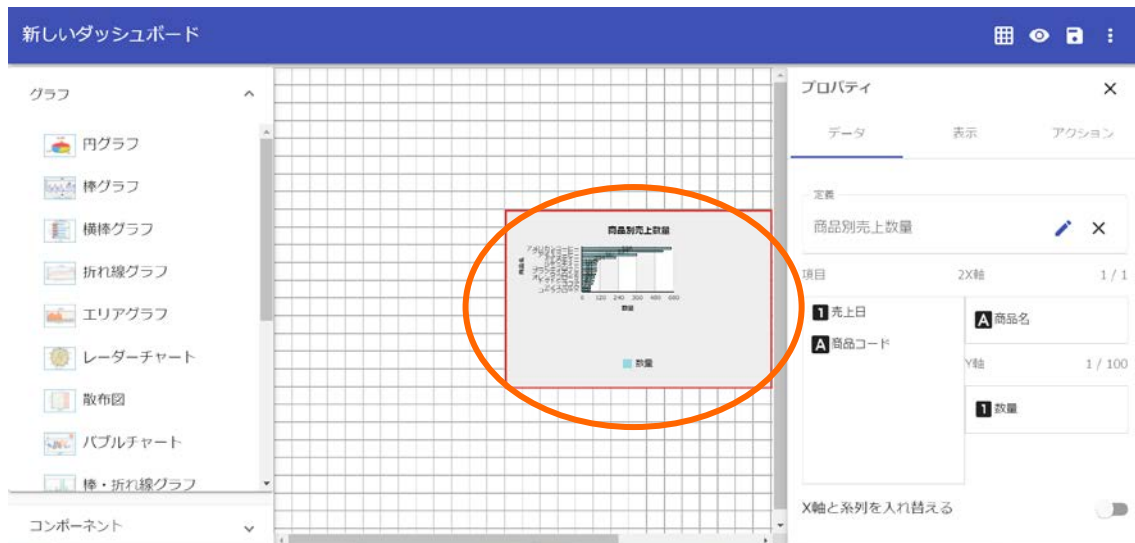 新しいダッシュボード
グラフ
円グラフ
棒グラフ
横棒グラフ
折れ線グラフ
エリアグラフ
レーダーチャート
散布図
バブルチャート
棒・折れ線グラフ
コンポーネント
商品別売上数量
商品名
0 120 240 360 480 600
数量
数量
プロパティ
データ 表示 アクション
定義
商品別売上数量
項目 2X軸 1 / 1
1 売上日
A 商品コード
A 商品名
Y軸 1 / 100
1 数量
X軸と系列を入れ替える